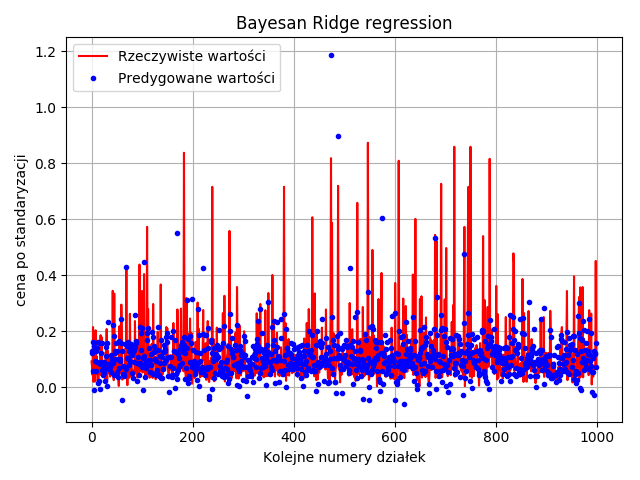 Bayesan Ridge regression
Rzeczywiste wartości
Predygowane wartości
cena po standaryzacji
1.2
1.0
0.8
0.6
0.4
0.2
0.0
0 200 400 600 800 1000
Kolejne numery działek